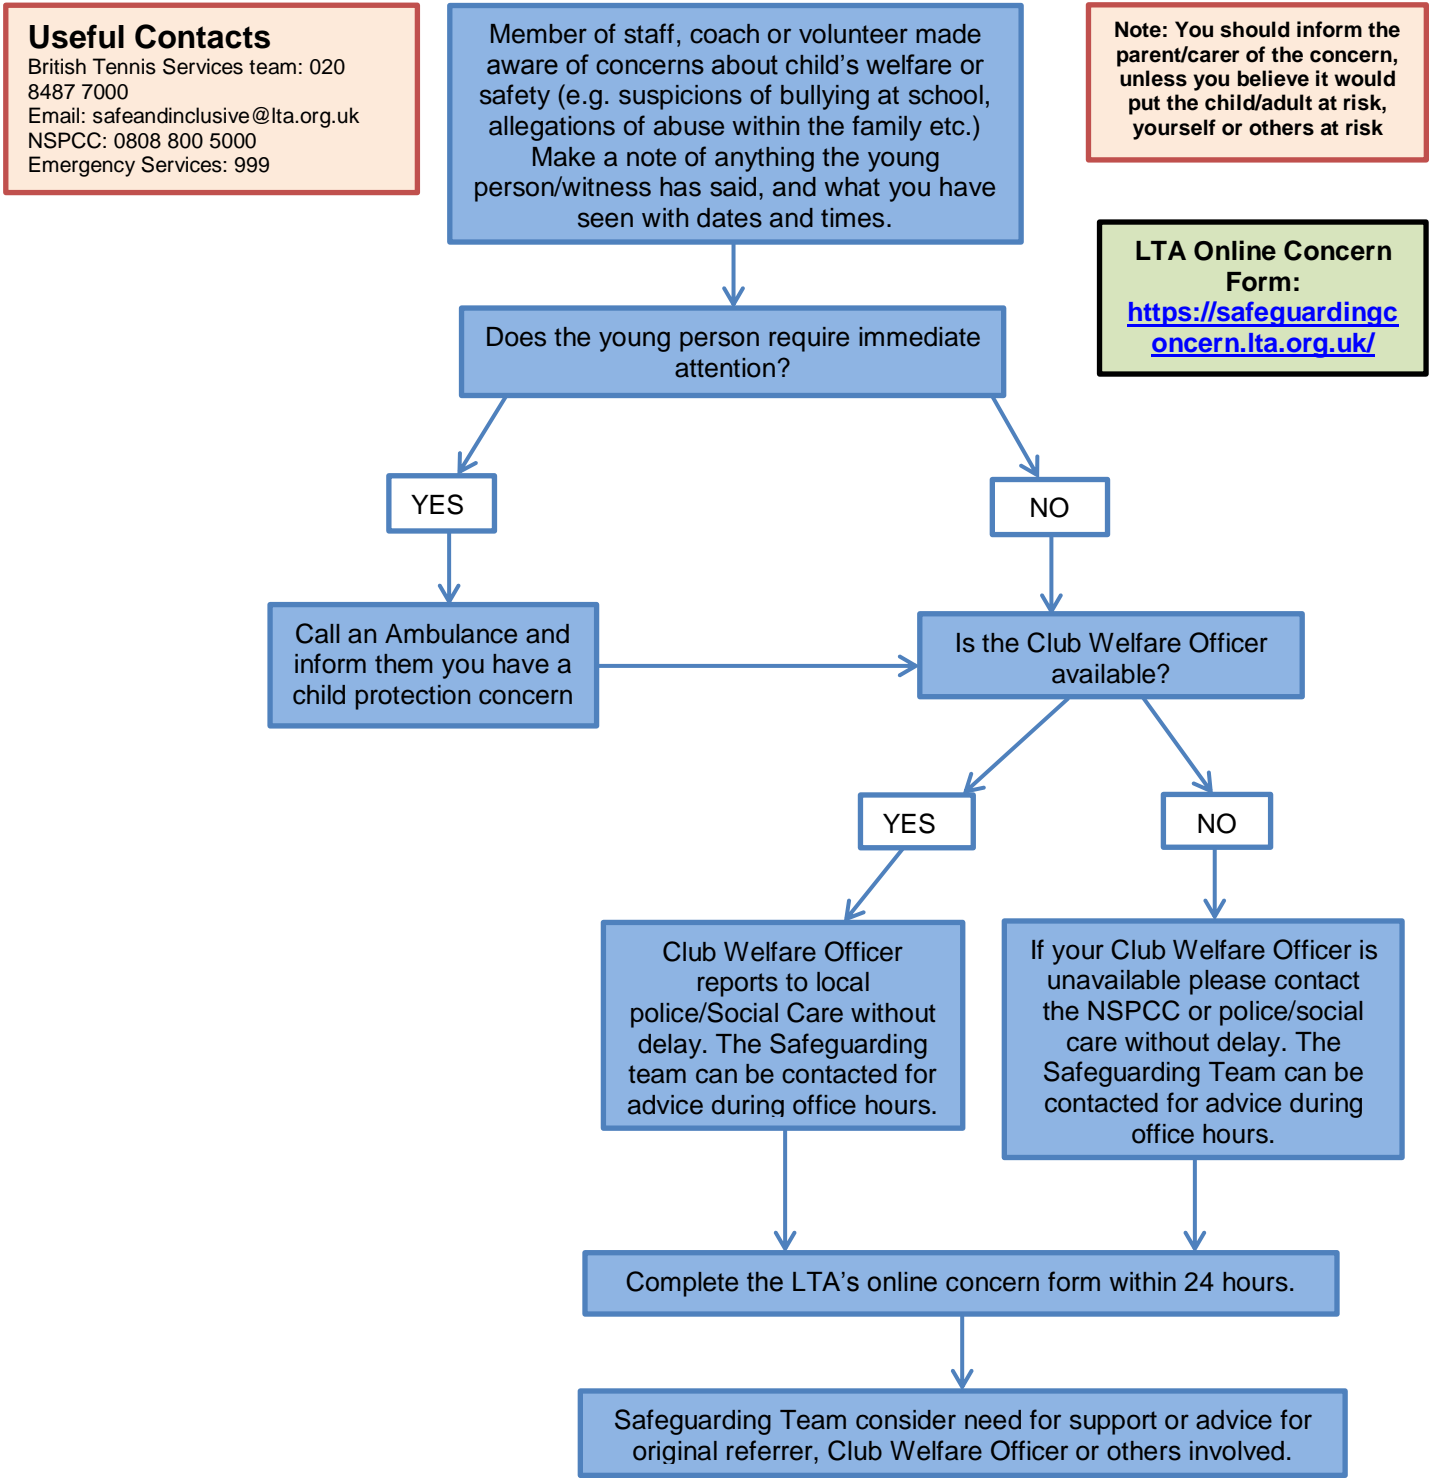 Useful Contacts
British Tennis Services team: 020
8487 7000
Email: safeandinclusive@lta.org.uk
NSPCC: 0808 800 5000
Emergency Services: 999
Member of staff, coach or volunteer made
aware of concerns about child’s welfare or
safety (e.g. suspicions of bullying at school,
allegations of abuse within the family etc.)
Make a note of anything the young
person/witness has said, and what you have
seen with dates and times.
Note: You should inform the
parent/carer of the concern,
unless you believe it would
put the child/adult at risk,
yourself or others at risk
LTA Online Concern
Form:
https://safeguardingc
oncern.lta.org.uk/
Does the young person require immediate
attention?
YES
NO
Call an Ambulance and
inform them you have a
child protection concern
Is the Club Welfare Officer
available?
YES
NO
Club Welfare Officer
reports to local
police/Social Care without
delay. The Safeguarding
team can be contacted for
advice during office hours.
If your Club Welfare Officer is
unavailable please contact
the NSPCC or police/social
care without delay. The
Safeguarding Team can be
contacted for advice during
office hours.
Complete the LTA’s online concern form within 24 hours.
Safeguarding Team consider need for support or advice for
original referrer, Club Welfare Officer or others involved.